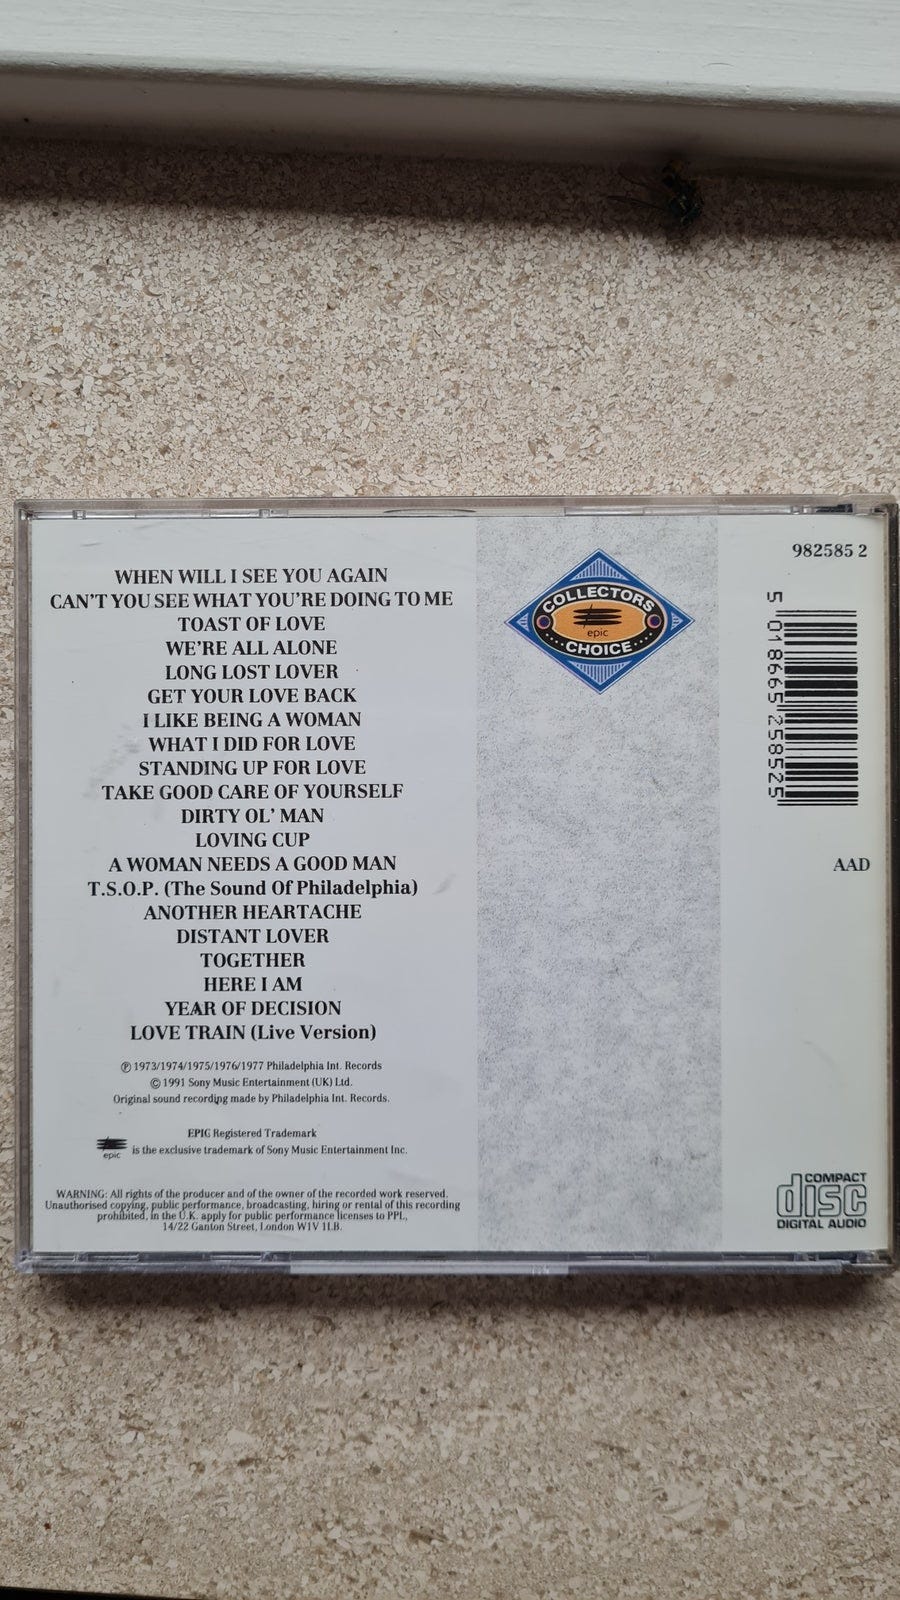 WHEN WILL I SEE YOU AGAIN
CAN'T YOU SEE WHAT YOU'RE DOING TO ME
TOAST OF LOVE
WE'RE ALL ALONE
LONG LOST LOVER
GET YOUR LOVE BACK
I LIKE BEING A WOMAN
WHAT I DID FOR LOVE
STANDING UP FOR LOVE
TAKE GOOD CARE OF YOURSELF
DIRTY OL' MAN
LOVING CUP
A WOMAN NEEDS A GOOD MAN
T.S.O.P. (The Sound Of Philadelphia)
ANOTHER HEARTACHE
DISTANT LOVER
TOGETHER
HERE I AM
YEAR OF DECISION
LOVE TRAIN (Live Version)
℗ 1973/1974/1975/1976/1977 Philadelphia Int. Records
© 1991 Sony Music Entertainment (UK) Ltd.
Original sound recording made by Philadelphia Int. Records.
EPIC Registered Trademark
epic is the exclusive trademark of Sony Music Entertainment Inc.
WARNING: All rights of the producer and of the owner of the recorded work reserved.
Unauthorised copying, public performance, broadcasting, hiring or rental of this recording
prohibited, in the U.K. apply for public performance licenses to PPL,
14/22 Ganton Street, London W1V 1LB.
COLLECTORS
epic
CHOICE
982585 2
5 018665 258525
AAD
COMPACT
disc
DIGITAL AUDIO